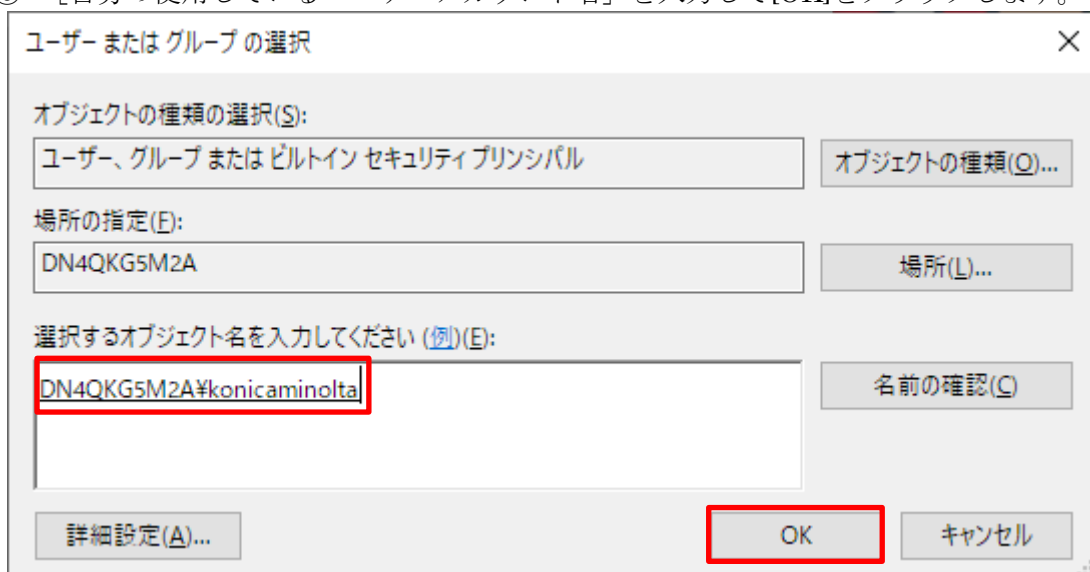 ユーザー または グループ の選択
オブジェクトの種類の選択(S):
ユーザー、グループ または ビルトイン セキュリティ プリンシパル
オブジェクトの種類(O)...
場所の指定(F):
DN4QKG5M2A
場所(L)...
選択するオブジェクト名を入力してください (例)(E):
DN4QKG5M2A¥konicaminolta
名前の確認(C)
詳細設定(A)...
OK
キャンセル